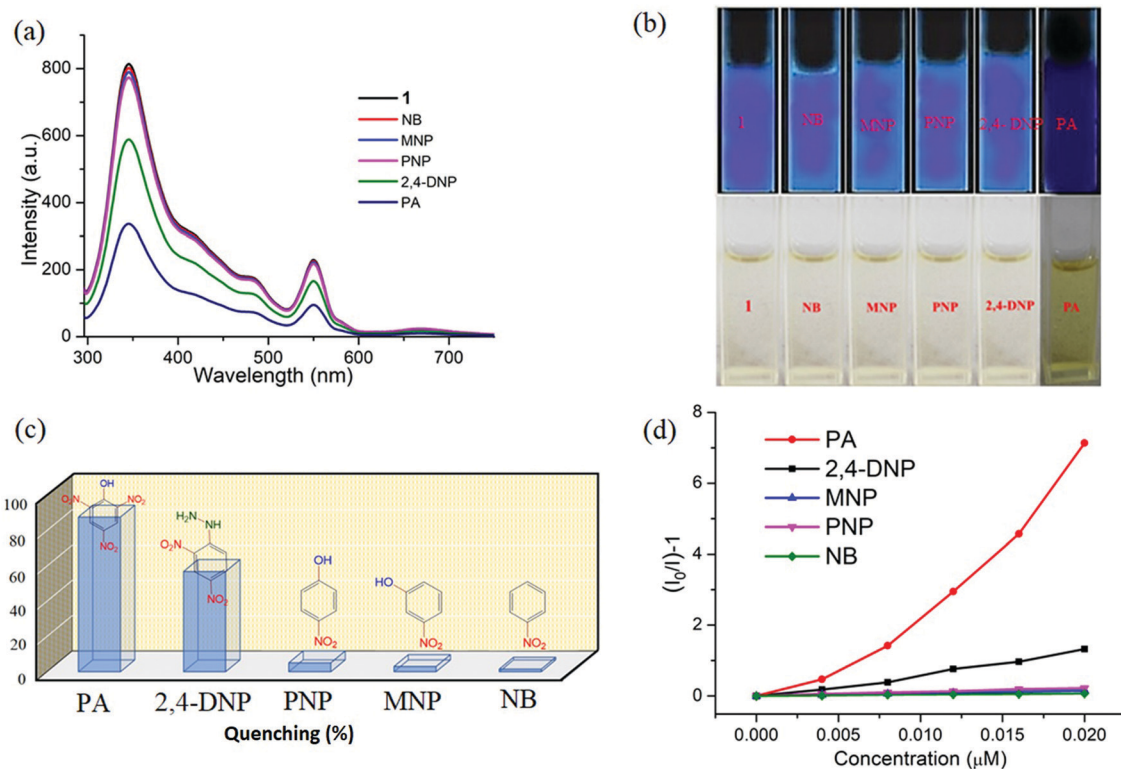 (a)
800
600
400
200
0
Intensity (a.u.)
300 400 500 600 700
Wavelength (nm)
1
NB
MNP
PNP
2,4-DNP
PA
(b)
1 NB MNP PNP 2,4- DNP PA
1 NB MNP PNP 2,4-DNP PA
(c)
100
80
60
40
20
0
OH
O₂N NO₂
NO₂
H₂N
NH
O₂N
NO₂
OH
NO₂
HO
NO₂
NO₂
PA 2,4-DNP PNP MNP NB
Quenching (%)
(d)
8
6
4
2
0
(I₀/I)-1
PA
2,4-DNP
MNP
PNP
NB
0.000 0.005 0.010 0.015 0.020
Concentration (μM)